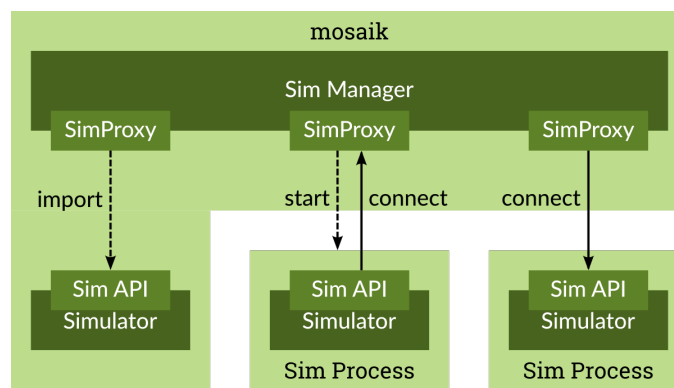 mosaik
Sim Manager
SimProxy SimProxy SimProxy
import start connect connect
Sim API Sim API Sim API
Simulator Simulator Simulator
Sim Process Sim Process